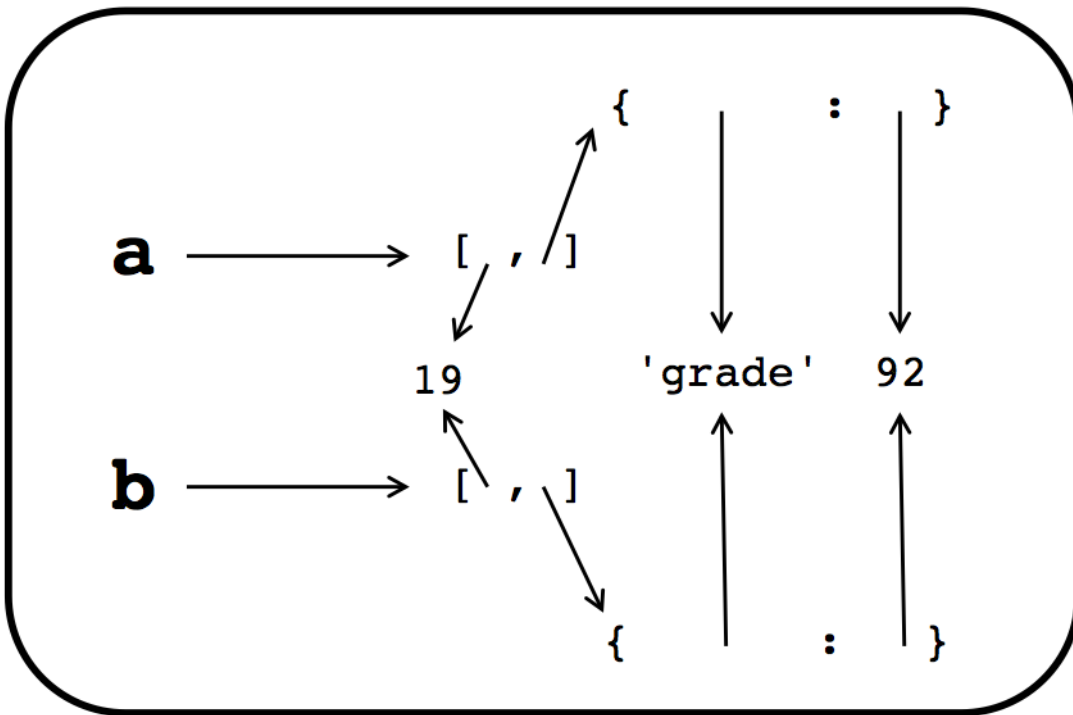 { : }
a [ , ]
19 'grade' 92
b [ , ]
{ : }